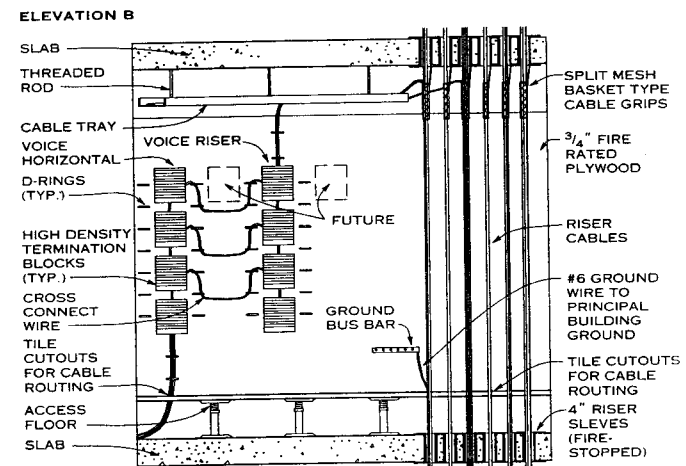 ELEVATION B
SLAB
THREADED
ROD
CABLE TRAY
VOICE
HORIZONTAL
VOICE RISER
D-RINGS
(TYP.)
FUTURE
HIGH DENSITY
TERMINATION
BLOCKS
(TYP.)
CROSS
CONNECT
WIRE
GROUND
BUS BAR
TILE
CUTOUTS
FOR CABLE
ROUTING
ACCESS
FLOOR
SLAB
SPLIT MESH
BASKET TYPE
CABLE GRIPS
3/4" FIRE
RATED
PLYWOOD
RISER
CABLES
#6 GROUND
WIRE TO
PRINCIPAL
BUILDING
GROUND
TILE CUTOUTS
FOR CABLE
ROUTING
4" RISER
SLEVES
(FIRE-
STOPPED)